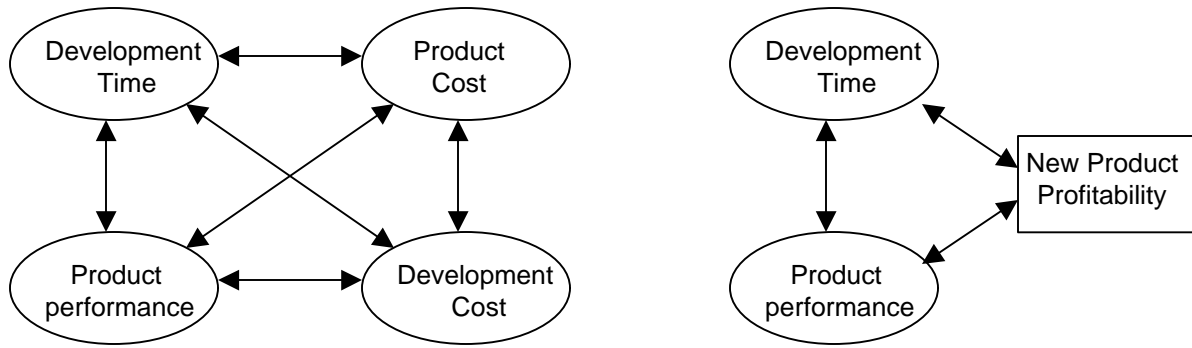 Development
Time
Product
Cost
Product
performance
Development
Cost
Development
Time
New Product
Profitability
Product
performance